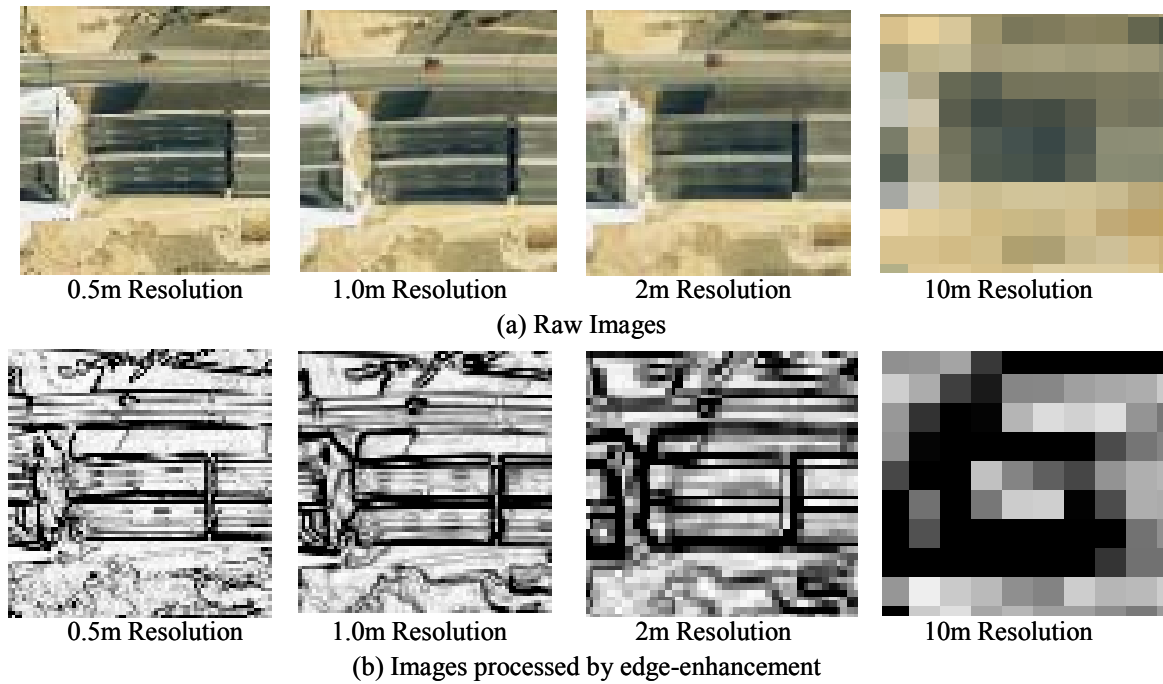 0.5m Resolution 1.0m Resolution 2m Resolution 10m Resolution
(a) Raw Images
0.5m Resolution 1.0m Resolution 2m Resolution 10m Resolution
(b) Images processed by edge-enhancement